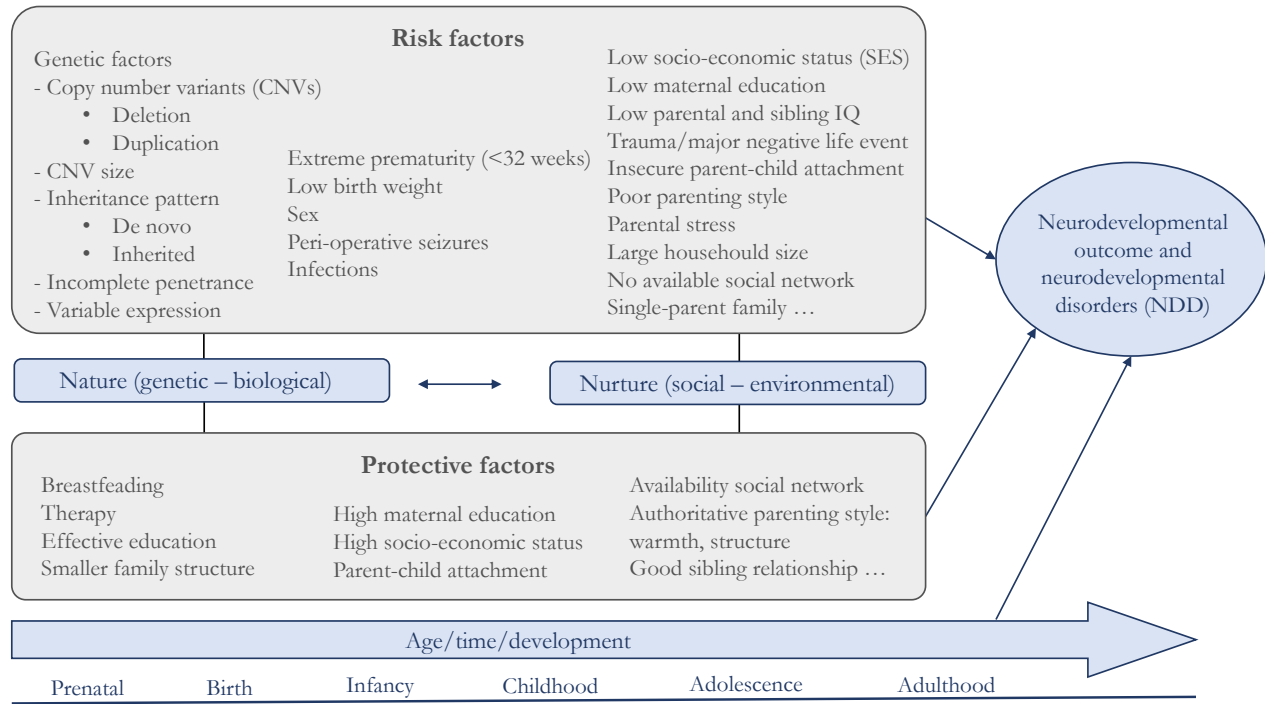 Risk factors
Genetic factors
- Copy number variants (CNVs)
• Deletion
• Duplication
- CNV size
- Inheritance pattern
• De novo
• Inherited
- Incomplete penetrance
- Variable expression
Extreme prematurity (<32 weeks)
Low birth weight
Sex
Peri-operative seizures
Infections
Low socio-economic status (SES)
Low maternal education
Low parental and sibling IQ
Trauma/major negative life event
Insecure parent-child attachment
Poor parenting style
Parental stress
Large househould size
No available social network
Single-parent family …
Neurodevelopmental
outcome and
neurodevelopmental
disorders (NDD)
Nature (genetic – biological)
Nurture (social – environmental)
Protective factors
Breastfeading
Therapy
Effective education
Smaller family structure
High maternal education
High socio-economic status
Parent-child attachment
Availability social network
Authoritative parenting style:
warmth, structure
Good sibling relationship …
Age/time/development
Prenatal
Birth
Infancy
Childhood
Adolescence
Adulthood